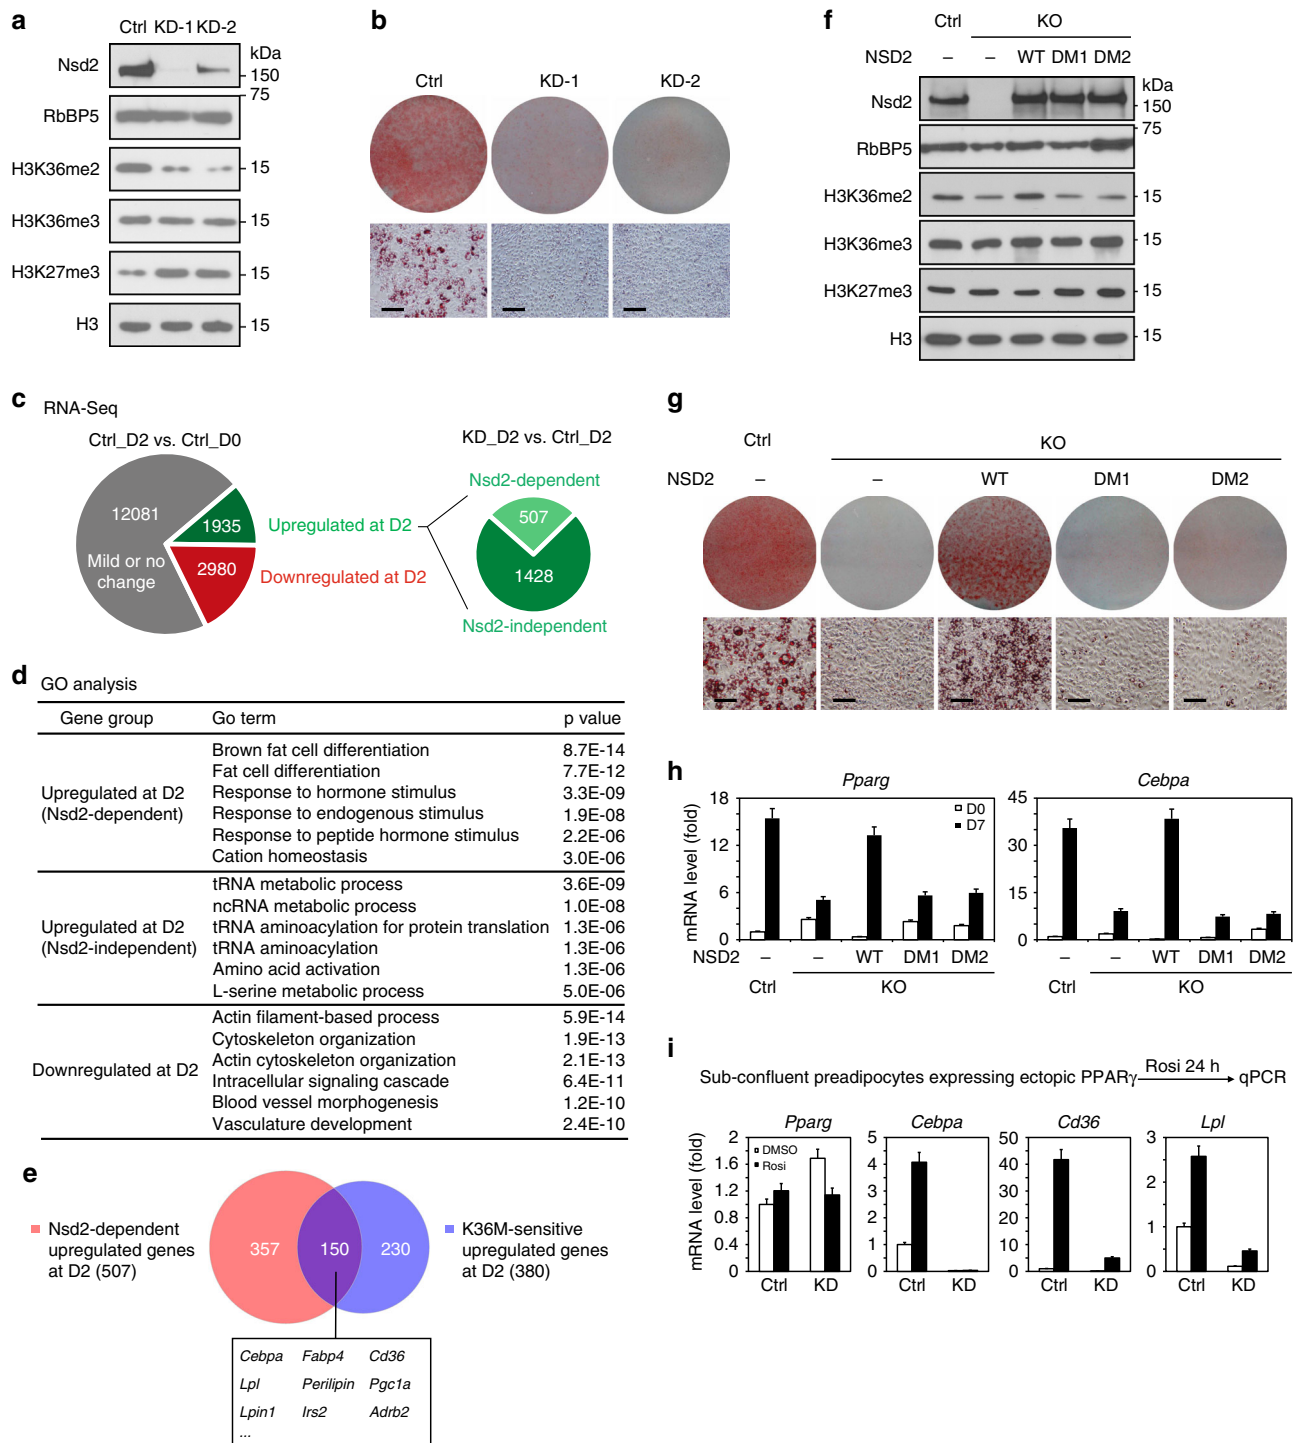 a
Ctrl KD-1 KD-2
kDa
Nsd2
150
75
RbBP5
H3K36me2
15
H3K36me3
15
H3K27me3
15
H3
15
b
Ctrl KD-1 KD-2
c
RNA-Seq
Ctrl_D2 vs. Ctrl_D0
KD_D2 vs. Ctrl_D2
12081
1935
Mild or no
change
2980
Upregulated at D2
Downregulated at D2
Nsd2-dependent
507
1428
Nsd2-independent
d
GO analysis
Gene group Go term p value
Upregulated at D2
(Nsd2-dependent)
Brown fat cell differentiation 8.7E-14
Fat cell differentiation 7.7E-12
Response to hormone stimulus 3.3E-09
Response to endogenous stimulus 1.9E-08
Response to peptide hormone stimulus 2.2E-06
Cation homeostasis 3.0E-06
Upregulated at D2
(Nsd2-independent)
tRNA metabolic process 3.6E-09
ncRNA metabolic process 1.0E-08
tRNA aminoacylation for protein translation 1.3E-06
tRNA aminoacylation 1.3E-06
Amino acid activation 1.3E-06
L-serine metabolic process 5.0E-06
Downregulated at D2
Actin filament-based process 5.9E-14
Cytoskeleton organization 1.9E-13
Actin cytoskeleton organization 2.1E-13
Intracellular signaling cascade 6.4E-11
Blood vessel morphogenesis 1.2E-10
Vasculature development 2.4E-10
e
Nsd2-dependent
upregulated genes
at D2 (507)
357 150 230
K36M-sensitive
upregulated genes
at D2 (380)
Cebpa Fabp4 Cd36
Lpl Perilipin Pgc1a
Lpin1 Irs2 Adrb2
...
f
Ctrl KO
NSD2 – – WT DM1 DM2
kDa
Nsd2
150
75
RbBP5
H3K36me2
15
H3K36me3
15
H3K27me3
15
H3
15
g
Ctrl KO
NSD2 – – WT DM1 DM2
h
Pparg
mRNA level (fold)
18
12
6
0
D0
D7
NSD2 – – WT DM1 DM2
Ctrl KO
Cebpa
45
30
15
0
– – WT DM1 DM2
Ctrl KO
i
Sub-confluent preadipocytes expressing ectopic PPARγ Rosi 24 h qPCR
Pparg
mRNA level (fold)
2
1.6
1.2
0.8
0.4
0
DMSO
Rosi
Ctrl KD
Cebpa
5
4
3
2
1
0
Ctrl KD
Cd36
50
40
30
20
10
0
Ctrl KD
Lpl
3
2
1
0
Ctrl KD